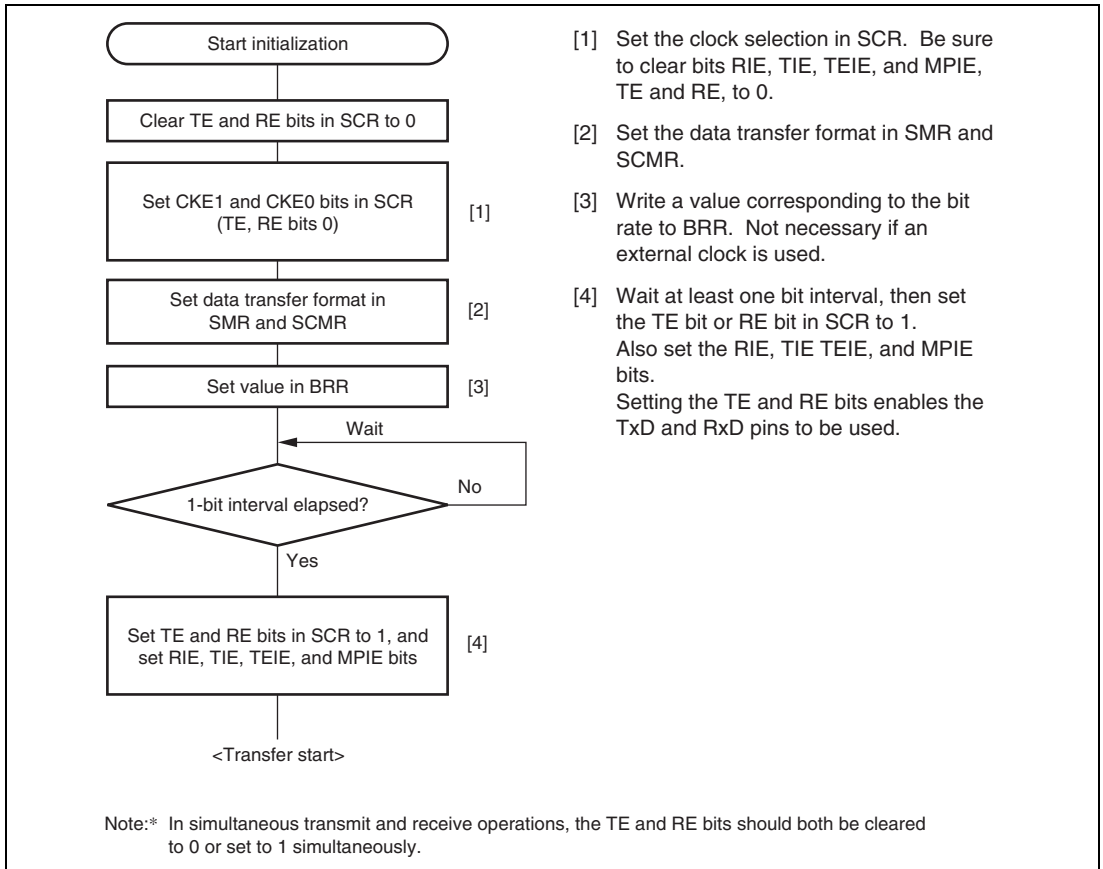 Start initialization
Clear TE and RE bits in SCR to 0
Set CKE1 and CKE0 bits in SCR
(TE, RE bits 0)
[1]
Set data transfer format in
SMR and SCMR
[2]
Set value in BRR
[3]
Wait
No
1-bit interval elapsed?
Yes
Set TE and RE bits in SCR to 1, and
set RIE, TIE, TEIE, and MPIE bits
[4]
<Transfer start>
[1] Set the clock selection in SCR. Be sure
to clear bits RIE, TIE, TEIE, and MPIE,
TE and RE, to 0.
[2] Set the data transfer format in SMR and
SCMR.
[3] Write a value corresponding to the bit
rate to BRR. Not necessary if an
external clock is used.
[4] Wait at least one bit interval, then set
the TE bit or RE bit in SCR to 1.
Also set the RIE, TIE TEIE, and MPIE
bits.
Setting the TE and RE bits enables the
TxD and RxD pins to be used.
Note:* In simultaneous transmit and receive operations, the TE and RE bits should both be cleared
to 0 or set to 1 simultaneously.